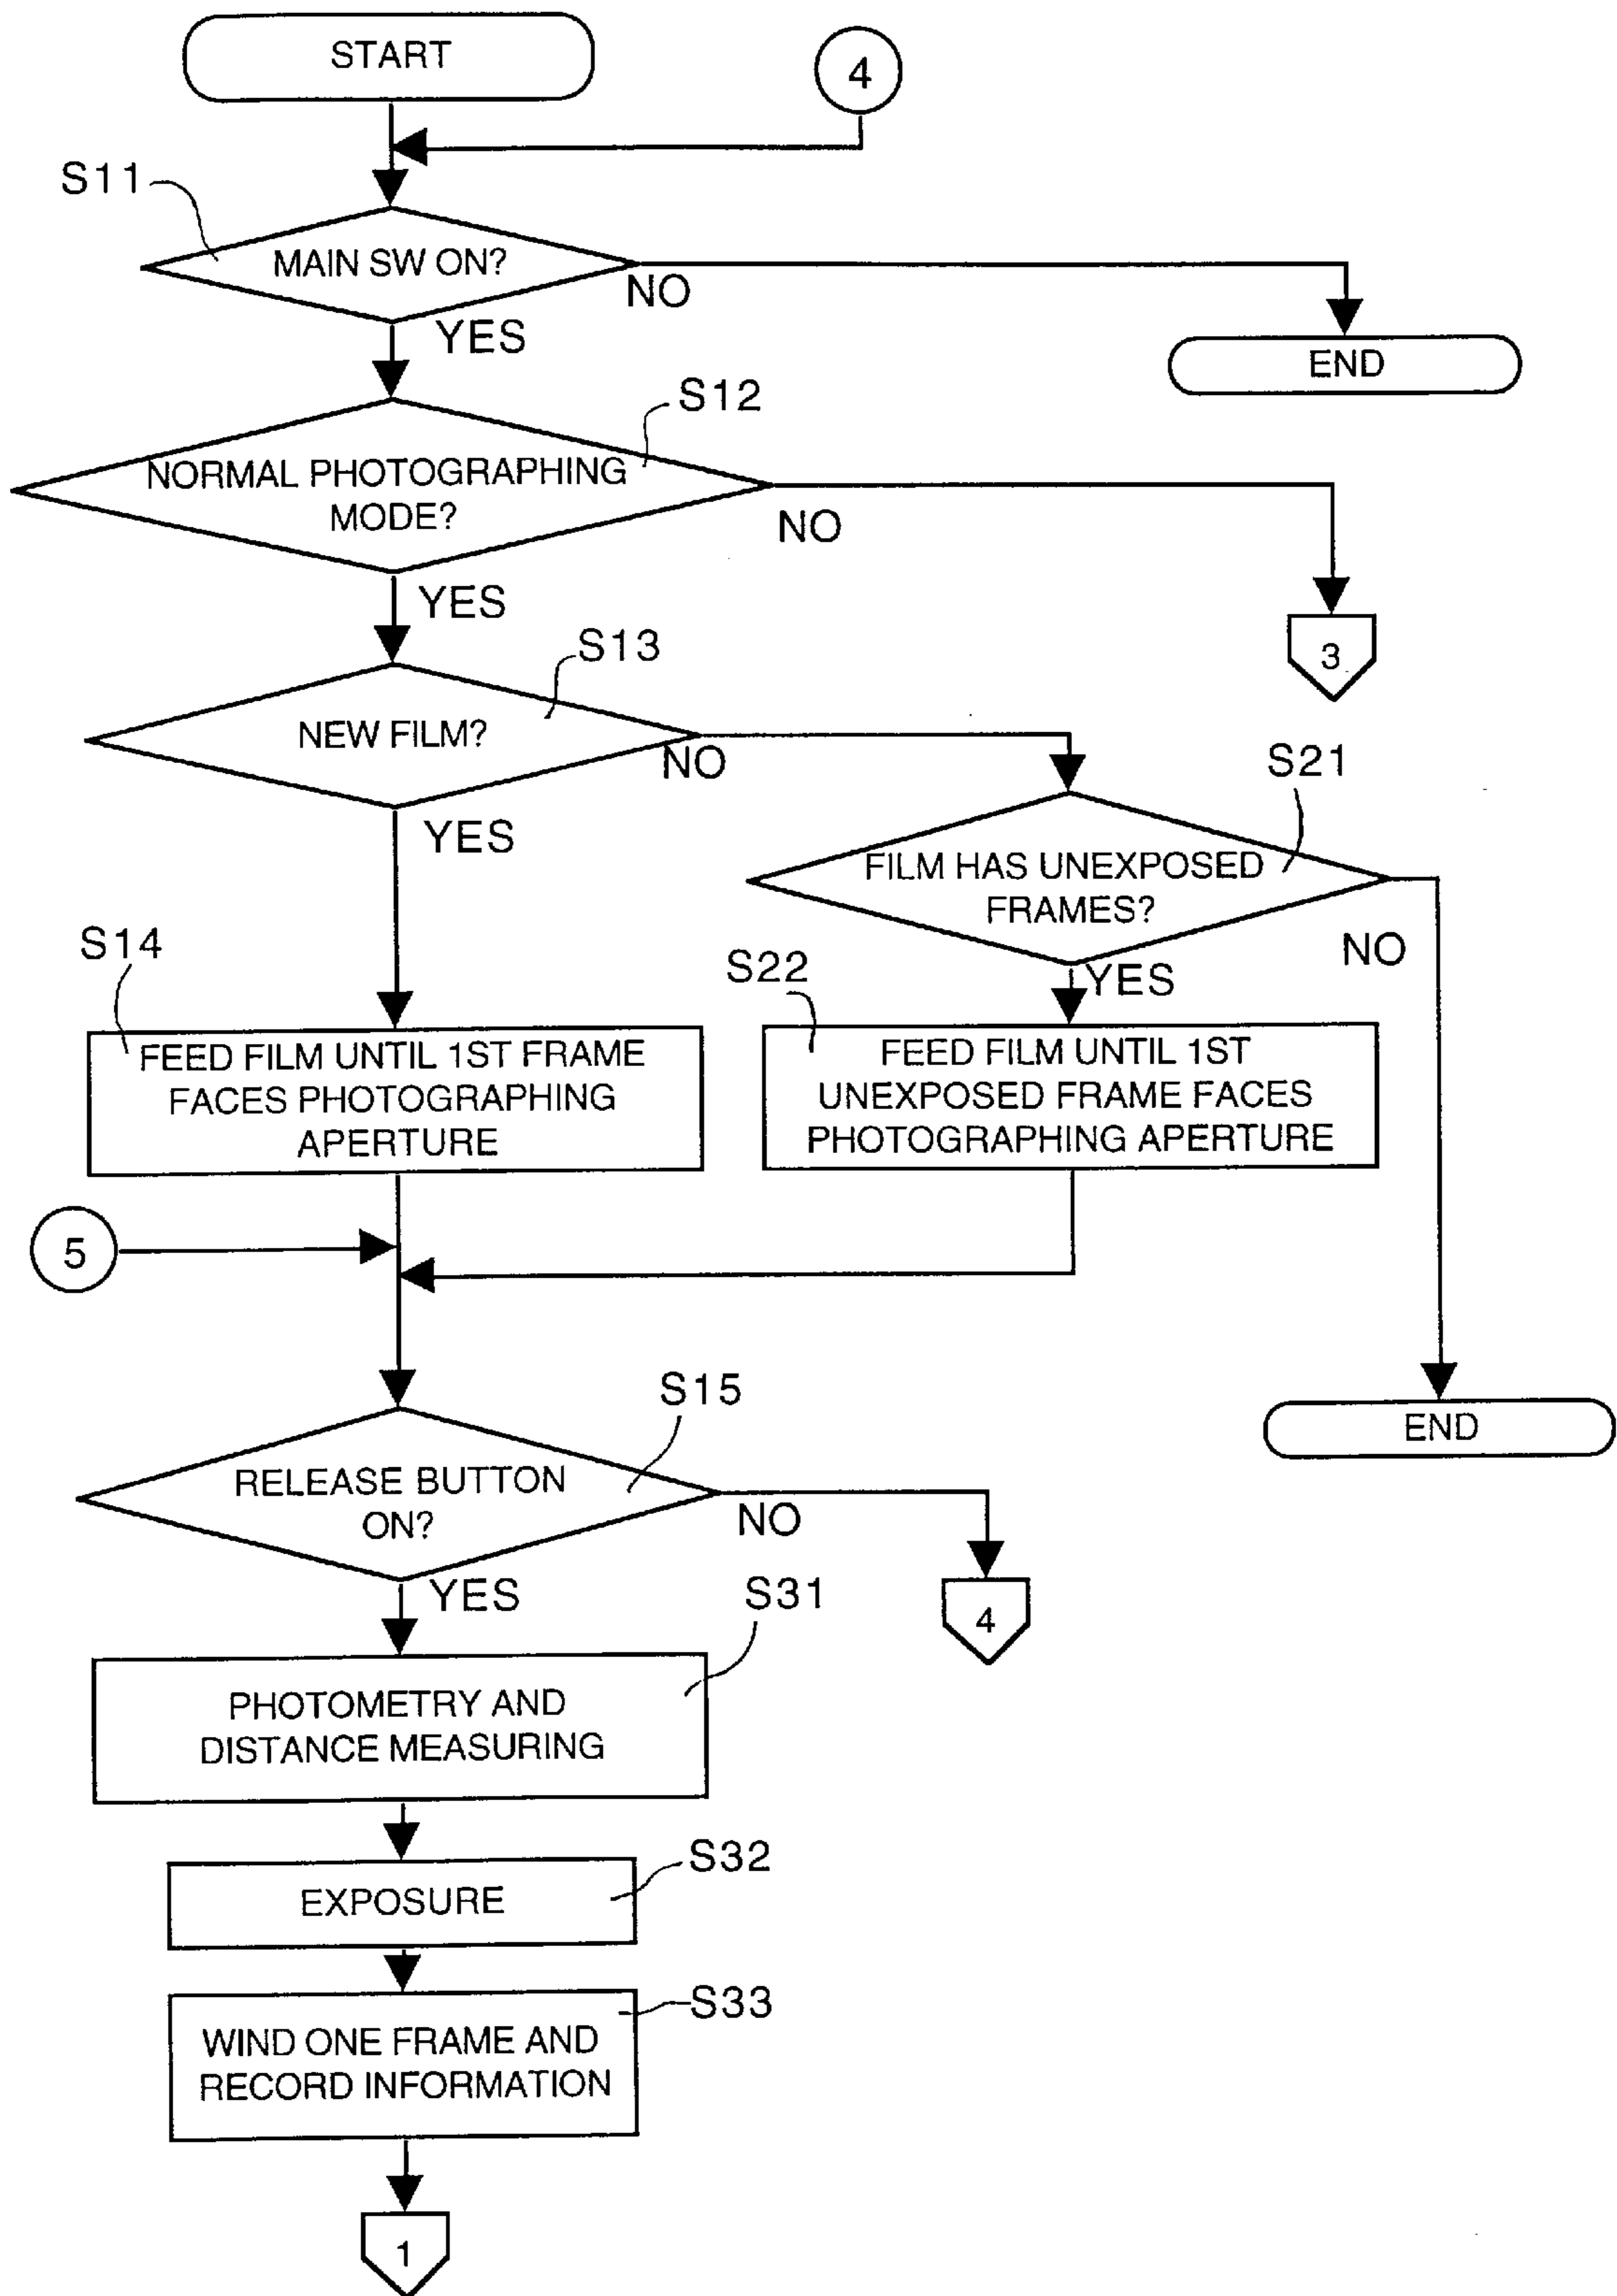 START
4
S11
MAIN SW ON?
NO
YES
END
S12
NORMAL PHOTOGRAPHING
MODE?
NO
YES
3
S13
NEW FILM?
NO
YES
S21
FILM HAS UNEXPOSED
FRAMES?
NO
YES
S14
FEED FILM UNTIL 1ST FRAME
FACES PHOTOGRAPHING
APERTURE
S22
FEED FILM UNTIL 1ST
UNEXPOSED FRAME FACES
PHOTOGRAPHING APERTURE
5
END
S15
RELEASE BUTTON
ON?
NO
YES
4
S31
PHOTOMETRY AND
DISTANCE MEASURING
S32
EXPOSURE
S33
WIND ONE FRAME AND
RECORD INFORMATION
1